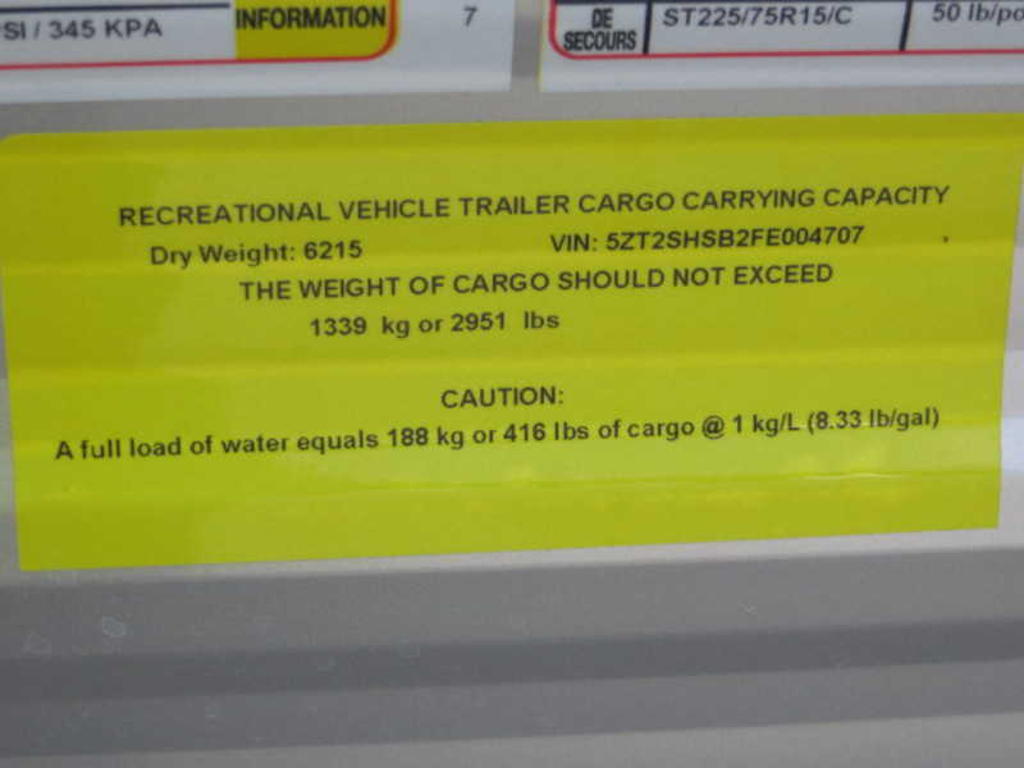 SI / 345 KPA
INFORMATION
7
DE
SECOURS
ST225/75R15/C
50 lb/po
RECREATIONAL VEHICLE TRAILER CARGO CARRYING CAPACITY
Dry Weight: 6215 VIN: 5ZT2SHSB2FE004707
THE WEIGHT OF CARGO SHOULD NOT EXCEED
1339 kg or 2951 lbs
CAUTION:
A full load of water equals 188 kg or 416 lbs of cargo @ 1 kg/L (8.33 lb/gal)